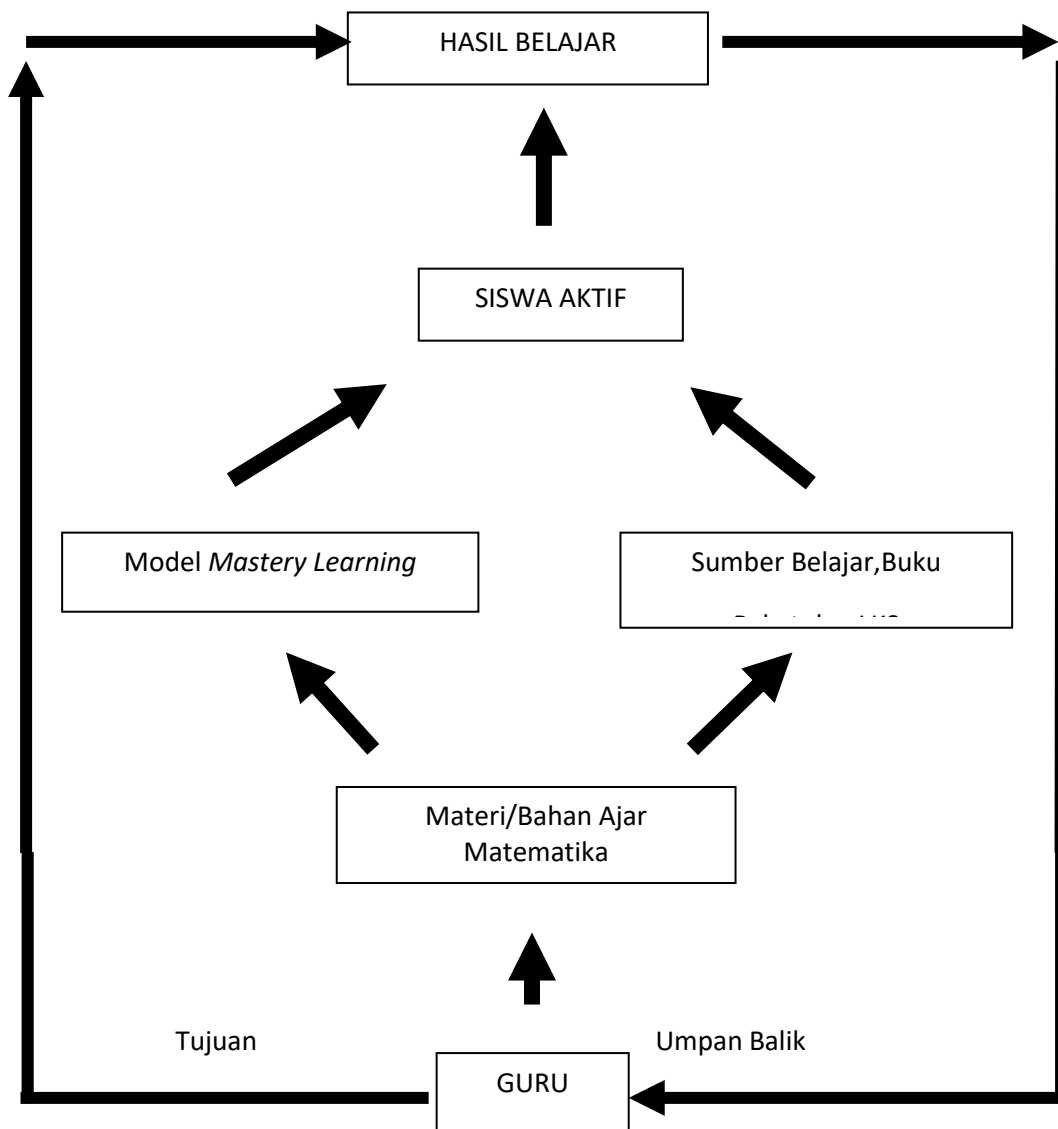 HASIL BELAJAR
SISWA AKTIF
Model Mastery Learning
Sumber Belajar,Buku
Materi/Bahan Ajar
Matematika
Tujuan
Umpan Balik
GURU